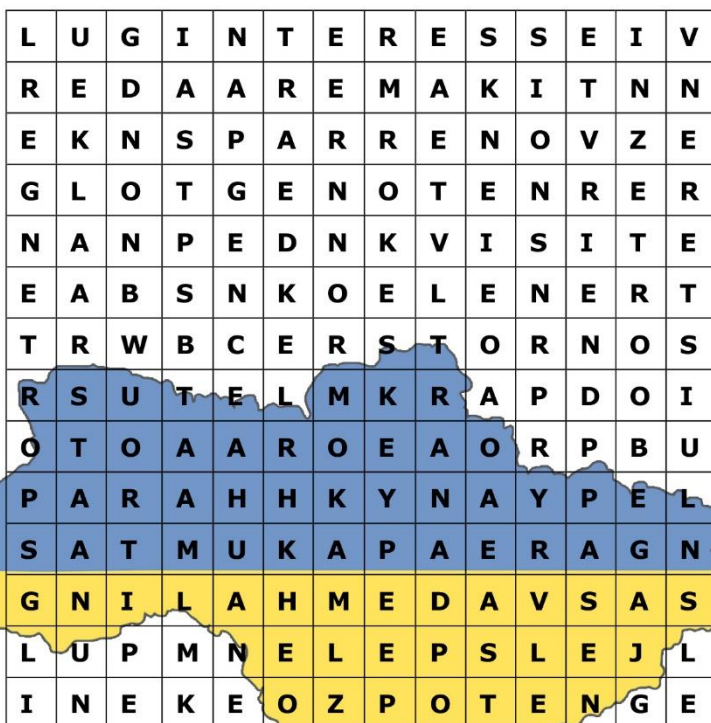 L U G I N T E R E S S E I V
R E D A A R E M A K I T N N
E K N S P A R R E N O V Z E
G L O T G E N O T E N R E R
N A N P E D N K V I S I T E
E A B S N K O E L E N E R T
T R W B C E R S T O R N O S
R S U T E L M K R A P D O I
O T O A A R O E A O R P B U
P A R A H H K Y N A Y P E L
S A T M U K A P A E R A G N
G N I L A H M E D A V S A S
L U P M N E L E P S L E J L
I N E K E O Z P O T E N G E